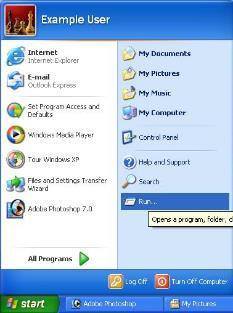 Example User
Internet
Internet Explorer
E-mail
Outlook Express
Set Program Access and
Defaults
Windows Media Player
Tour Windows XP
Files and Settings Transfer
Wizard
Adobe Photoshop 7.0
All Programs
My Documents
My Pictures
My Music
My Computer
Control Panel
Help and Support
Search
Run...
Opens a program, folder, d
Log Off
Turn Off Computer
start
Adobe Photoshop
My Pictures